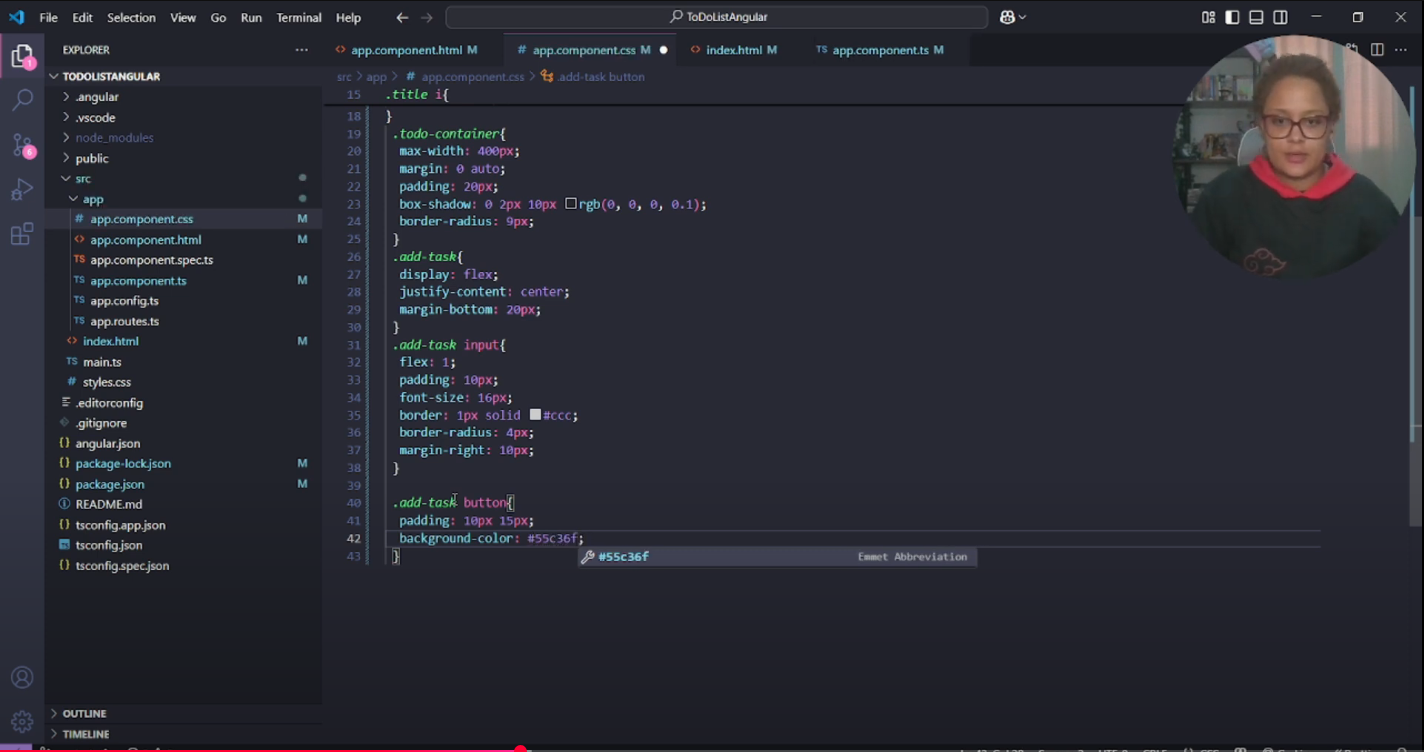 File Edit Selection View Go Run Terminal Help
ToDoListAngular
EXPLORER
1
6
TODOLISTANGULAR
.angular
.vscode
node_modules
public
src
app
# app.component.css M
<> app.component.html M
TS app.component.spec.ts
TS app.component.ts M
TS app.config.ts
TS app.routes.ts
<> index.html M
TS main.ts
# styles.css
.editorconfig
.gitignore
{} angular.json
{} package-lock.json M
{} package.json M
README.md
{} tsconfig.app.json
tsconfig.json
{} tsconfig.spec.json
OUTLINE
TIMELINE
<> app.component.html M # app.component.css M <> index.html M TS app.component.ts M
src > app > # app.component.css > .add-task button
15 .title i{
18 }
19 .todo-container{
20 max-width: 400px;
21 margin: 0 auto;
22 padding: 20px;
23 box-shadow: 0 2px 10px rgb(0, 0, 0, 0.1);
24 border-radius: 9px;
25 }
26 .add-task{
27 display: flex;
28 justify-content: center;
29 margin-bottom: 20px;
30 }
31 .add-task input{
32 flex: 1;
33 padding: 10px;
34 font-size: 16px;
35 border: 1px solid #ccc;
36 border-radius: 4px;
37 margin-right: 10px;
38 }
39
40 .add-task button{
41 padding: 10px 15px;
42 background-color: #55c36f;
43 }
#55c36f Emmet Abbreviation